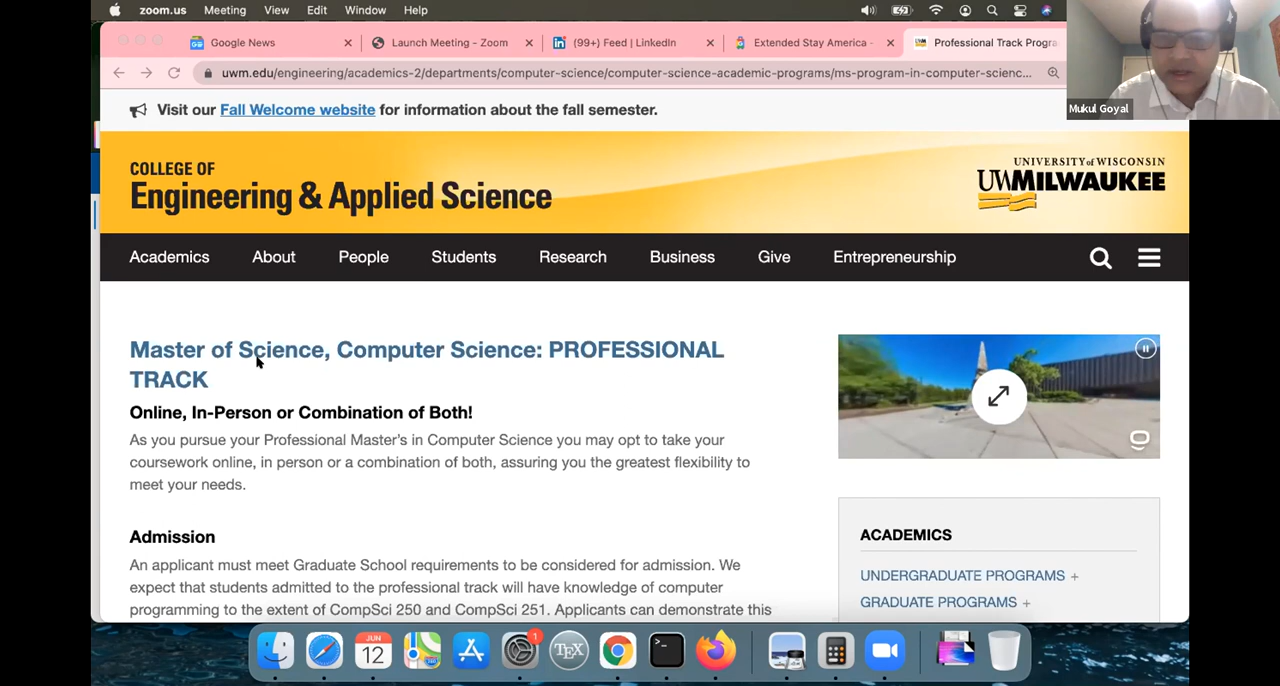 zoom.us Meeting View Edit Window Help
Google News Launch Meeting - Zoom (99+) Feed | LinkedIn Extended Stay America - Professional Track Progra
uwm.edu/engineering/academics-2/departments/computer-science/computer-science-academic-programs/ms-program-in-computer-scienc...
Mukul Goyal
Visit our Fall Welcome website for information about the fall semester.
COLLEGE OF
Engineering & Applied Science
UNIVERSITY of WISCONSIN
UWMILWAUKEE
Academics About People Students Research Business Give Entrepreneurship
Master of Science, Computer Science: PROFESSIONAL
TRACK
Online, In-Person or Combination of Both!
As you pursue your Professional Master's in Computer Science you may opt to take your
coursework online, in person or a combination of both, assuring you the greatest flexibility to
meet your needs.
Admission
An applicant must meet Graduate School requirements to be considered for admission. We
expect that students admitted to the professional track will have knowledge of computer
programming to the extent of CompSci 250 and CompSci 251. Applicants can demonstrate this
ACADEMICS
UNDERGRADUATE PROGRAMS +
GRADUATE PROGRAMS +
JUN
12
1
TEX